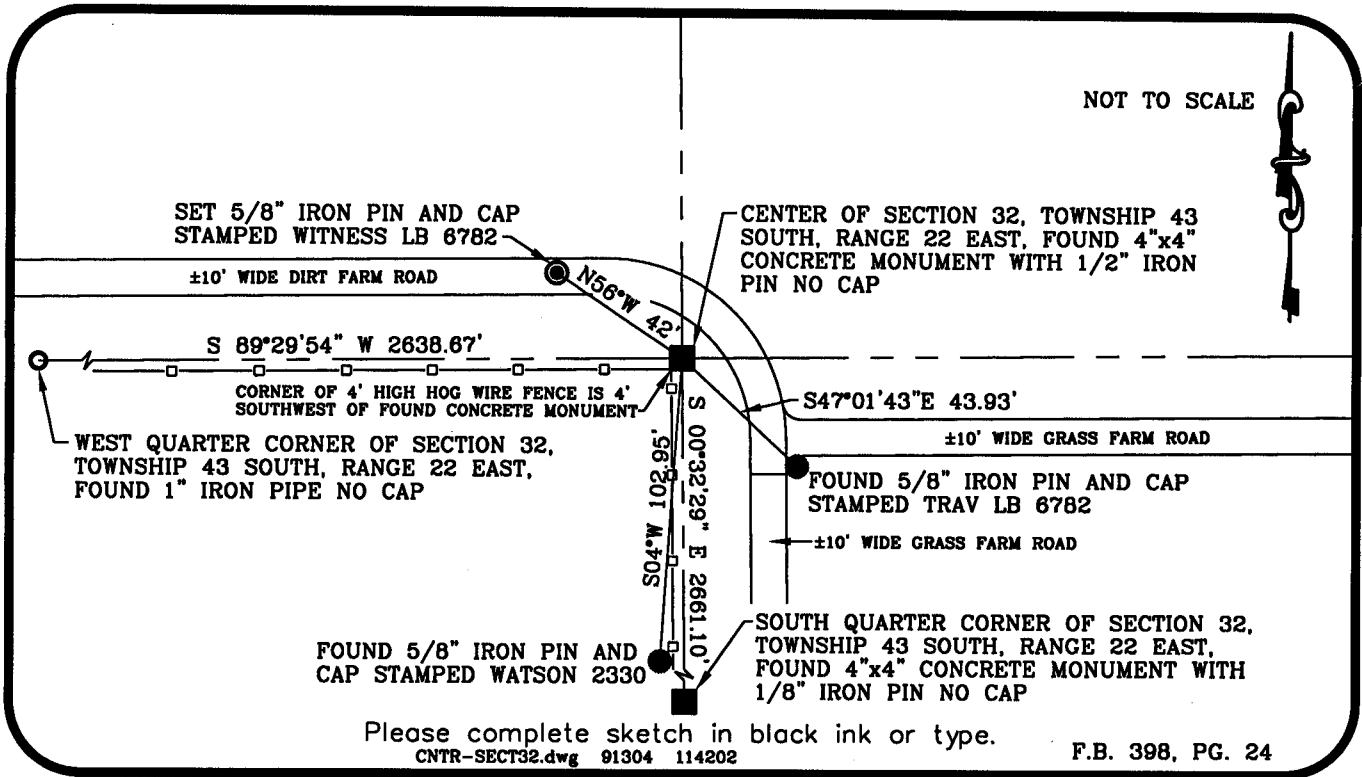 NOT TO SCALE
SET 5/8" IRON PIN AND CAP
STAMPED WITNESS LB 6782
CENTER OF SECTION 32, TOWNSHIP 43
SOUTH, RANGE 22 EAST, FOUND 4"x4"
CONCRETE MONUMENT WITH 1/2" IRON
PIN NO CAP
±10' WIDE DIRT FARM ROAD
N56°W 42'
S 89°29'54" W 2638.67'
CORNER OF 4' HIGH HOG WIRE FENCE IS 4'
SOUTHWEST OF FOUND CONCRETE MONUMENT
S47°01'43"E 43.93'
±10' WIDE GRASS FARM ROAD
WEST QUARTER CORNER OF SECTION 32,
TOWNSHIP 43 SOUTH, RANGE 22 EAST,
FOUND 1" IRON PIPE NO CAP
S04°W 102.95'
S 00°32'29" E 2661.10'
FOUND 5/8" IRON PIN AND CAP
STAMPED TRAV LB 6782
±10' WIDE GRASS FARM ROAD
FOUND 5/8" IRON PIN AND
CAP STAMPED WATSON 2330
SOUTH QUARTER CORNER OF SECTION 32,
TOWNSHIP 43 SOUTH, RANGE 22 EAST,
FOUND 4"x4" CONCRETE MONUMENT WITH
1/8" IRON PIN NO CAP
Please complete sketch in black ink or type.
CNTR-SECT32.dwg 91304 114202
F.B. 398, PG. 24